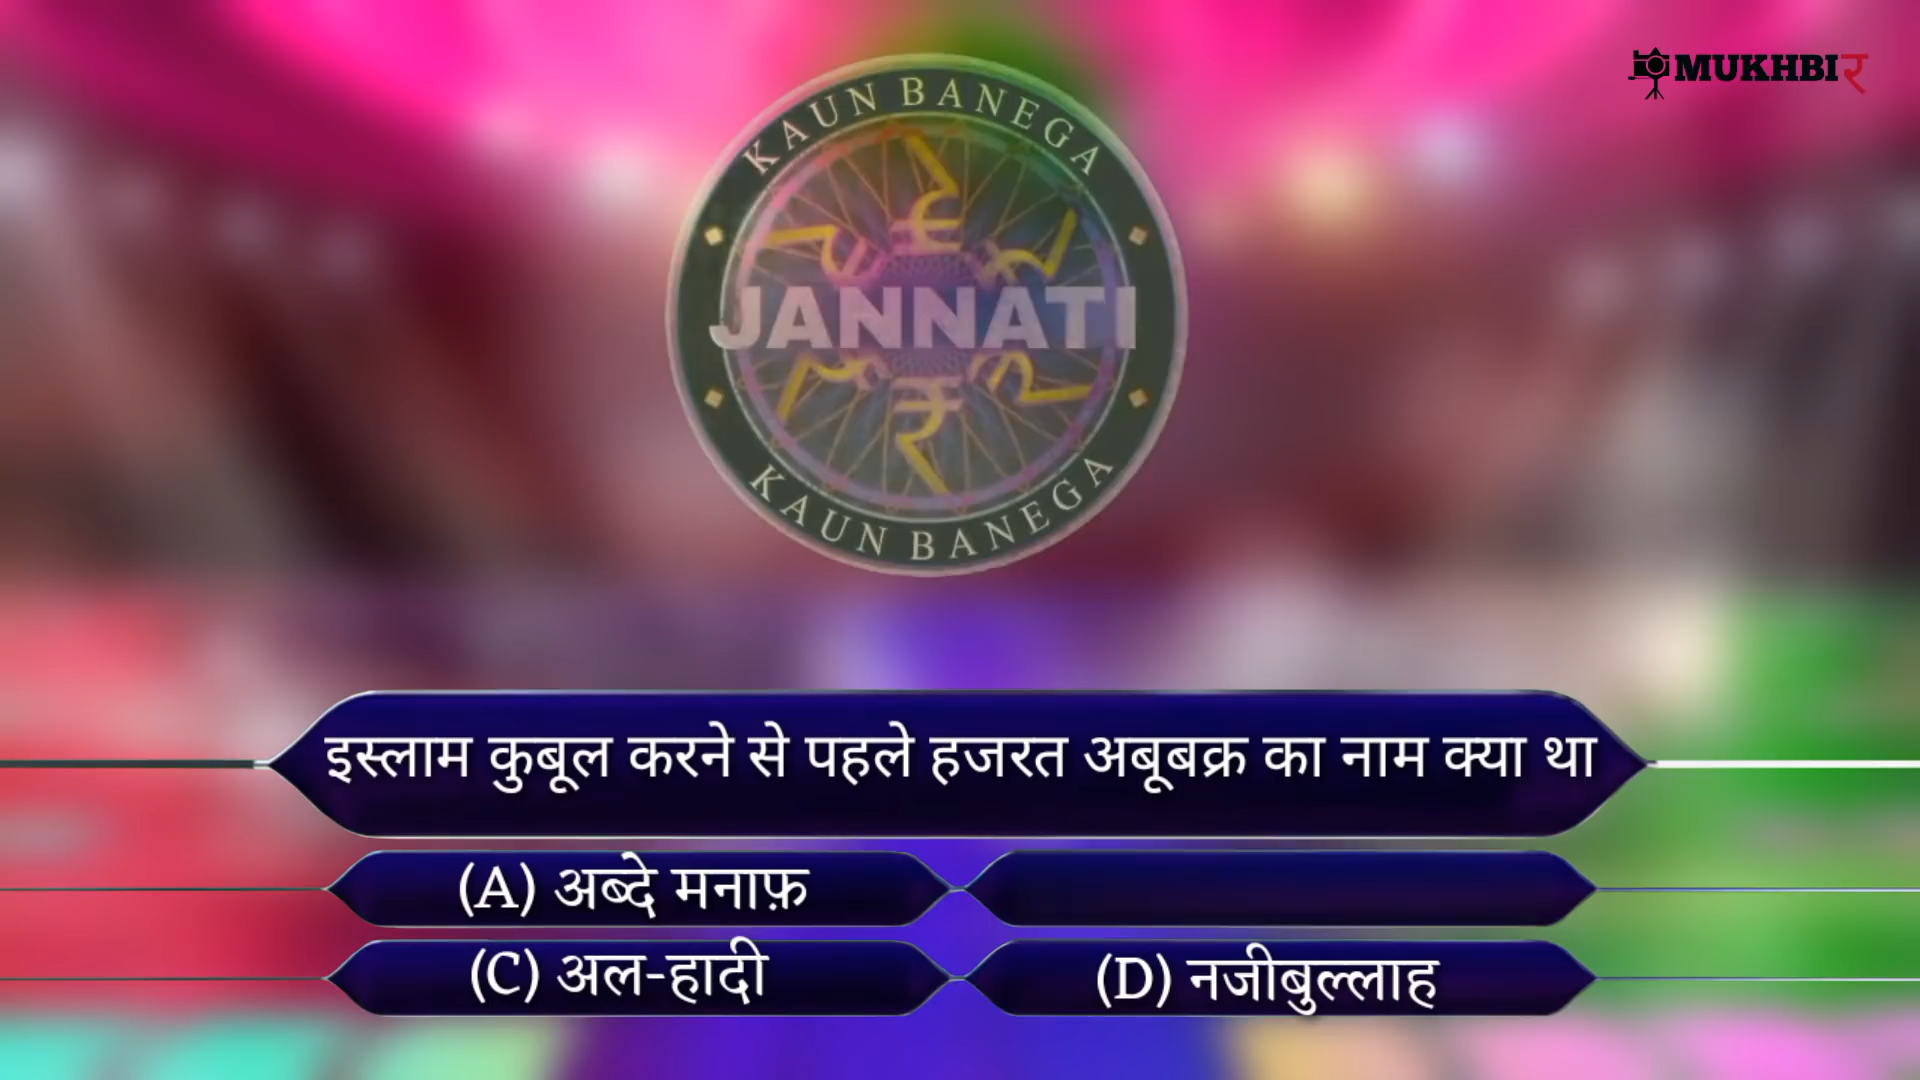 MUKHBIर
KAUN BANEGA
JANNATI
KAUN BANEGA
इस्लाम कुबूल करने से पहले हजरत अबूबक्र का नाम क्या था
(A) अब्दे मनाफ़
(C) अल-हादी
(D) नजीबुल्लाह